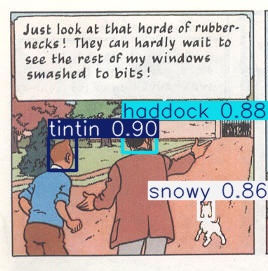 Just look at that horde of rubber-
necks! They can hardly wait to
see the rest of my windows
smashed to bits!
haddock 0.88
tintin 0.90
snowy 0.86